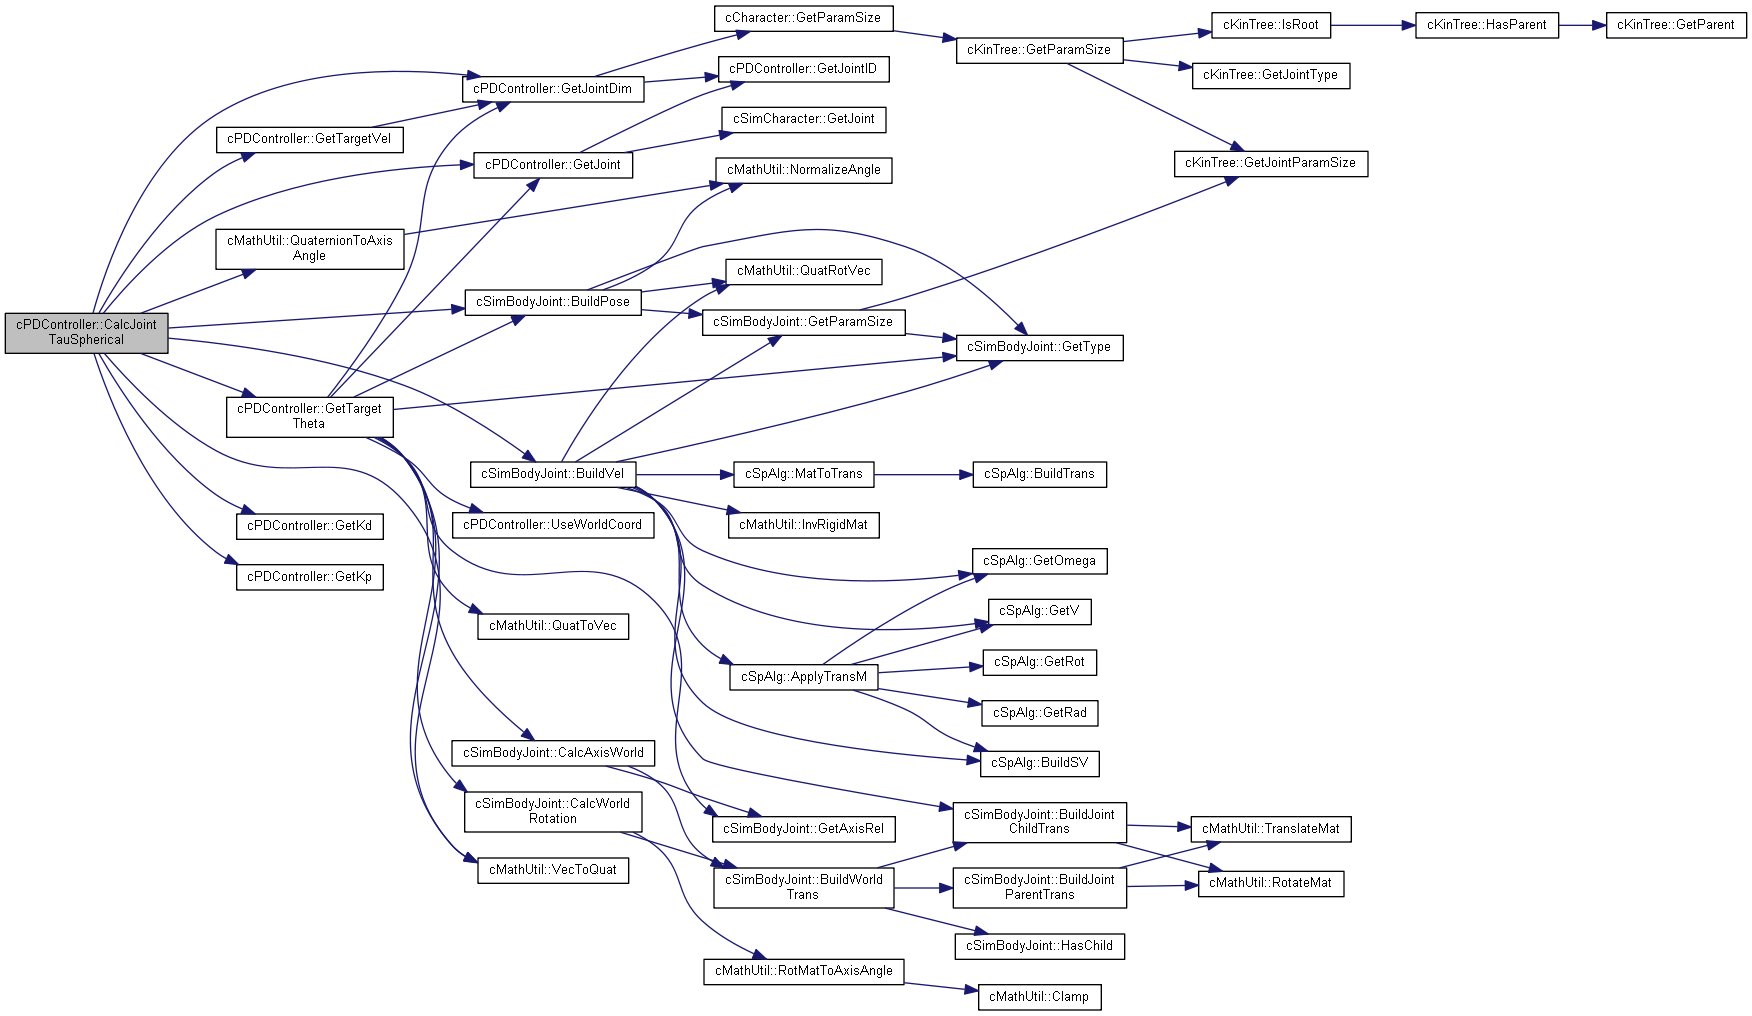 cPDController::CalcJoint
TauSpherical
cPDController::GetTargetVel
cMathUtil::QuaternionToAxis
Angle
cPDController::GetTarget
Theta
cPDController::GetKd
cPDController::GetKp
cPDController::GetJointDim
cPDController::GetJoint
cSimBodyJoint::BuildPose
cSimBodyJoint::BuildVel
cPDController::UseWorldCoord
cMathUtil::QuatToVec
cSimBodyJoint::CalcAxisWorld
cSimBodyJoint::CalcWorld
Rotation
cMathUtil::VecToQuat
cCharacter::GetParamSize
cPDController::GetJointID
cSimCharacter::GetJoint
cMathUtil::NormalizeAngle
cMathUtil::QuatRotVec
cSimBodyJoint::GetParamSize
cSpAlg::MatToTrans
cMathUtil::InvRigidMat
cSpAlg::ApplyTransM
cSimBodyJoint::GetAxisRel
cSimBodyJoint::BuildWorld
Trans
cMathUtil::RotMatToAxisAngle
cKinTree::GetParamSize
cSimBodyJoint::GetType
cSpAlg::BuildTrans
cSpAlg::GetOmega
cSpAlg::GetV
cSpAlg::GetRot
cSpAlg::GetRad
cSpAlg::BuildSV
cSimBodyJoint::BuildJoint
ChildTrans
cSimBodyJoint::BuildJoint
ParentTrans
cSimBodyJoint::HasChild
cMathUtil::Clamp
cKinTree::IsRoot
cKinTree::GetJointType
cKinTree::GetJointParamSize
cMathUtil::TranslateMat
cMathUtil::RotateMat
cKinTree::HasParent
cKinTree::GetParent